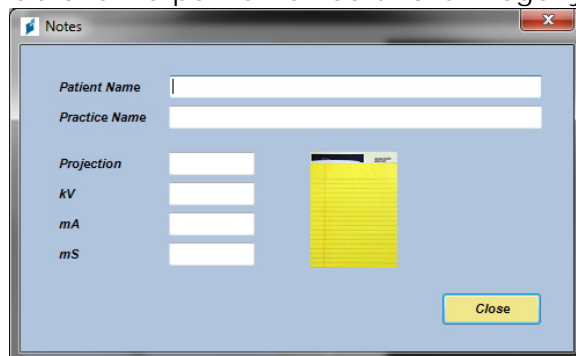 Notes
Patient Name
Practice Name
Projection
kV
mA
mS
Close